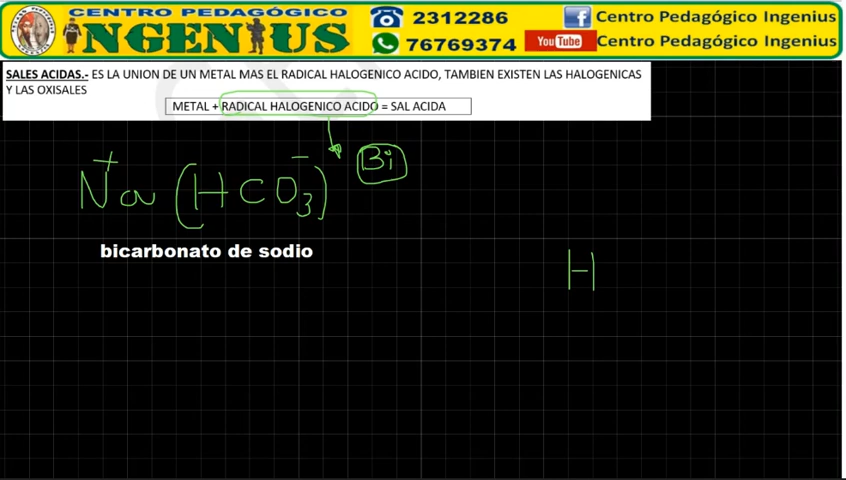 CENTRO PEDAGÓGICO
INGENIUS
2312286
76769374
Centro Pedagógico Ingenius
You Tube Centro Pedagógico Ingenius
SALES ACIDAS.- ES LA UNION DE UN METAL MAS EL RADICAL HALOGENICO ACIDO, TAMBIEN EXISTEN LAS HALOGENICAS
Y LAS OXISALES
METAL + RADICAL HALOGENICO ACIDO = SAL ACIDA
Na⁺ (HCO₃⁻) Bi
bicarbonato de sodio
H